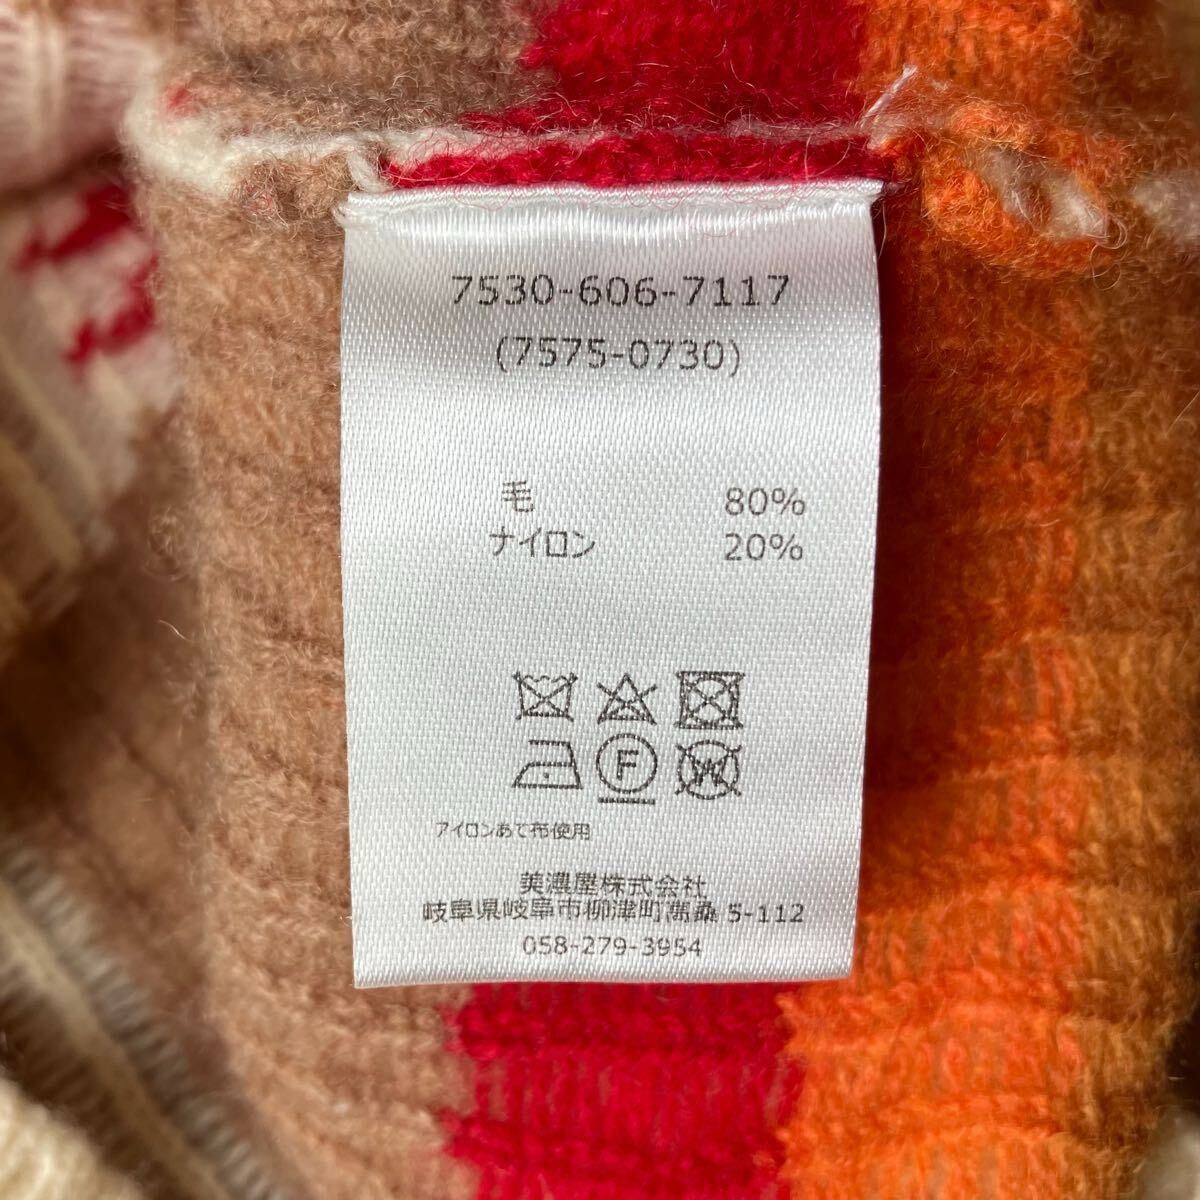 7530-606-7117
(7575-0730)
毛 80%
ナイロン 20%
F
W
アイロンあて布使用
美濃屋株式会社
岐阜県岐阜市柳津町高桑 5-112
058-279-3954